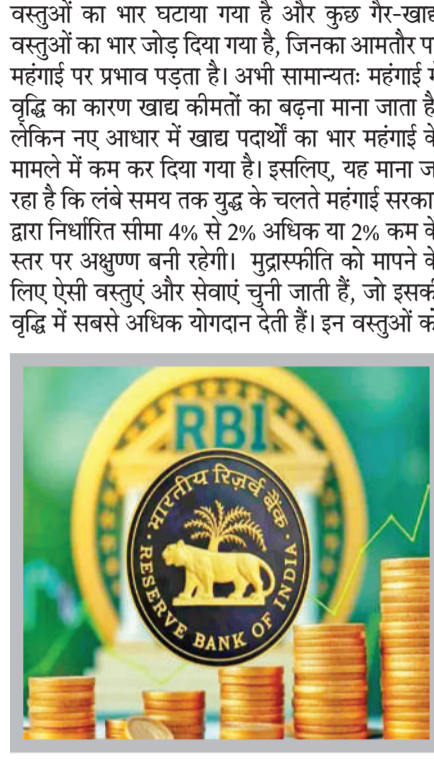 वस्तुओं का भार घटाया गया है और कुछ गैर-खाद्य
वस्तुओं का भार जोड़ दिया गया है, जिनका आमतौर
महंगाई पर प्रभाव पड़ता है। अभी सामान्यतः महंगाई
वृद्धि का कारण खाद्य कीमतों का बढ़ना माना जाता है
लेकिन नए आधार में खाद्य पदार्थों का भार महंगाई
मामले में कम कर दिया गया है। इसलिए, यह माना
रहा है कि लंबे समय तक युद्ध के चलते महंगाई
द्वारा निर्धारित सीमा 4% से 2% अधिक या 2% कम
स्तर पर अक्षुण्ण बनी रहेगी। मुद्रास्फीति को मापने
लिए ऐसी वस्तुएं और सेवाएं चुनी जाती हैं, जो
वृद्धि में सबसे अधिक योगदान देती हैं। इन वस्तुओं
RBI
भारतीय रिज़र्व बैंक
RESERVE BANK OF INDIA